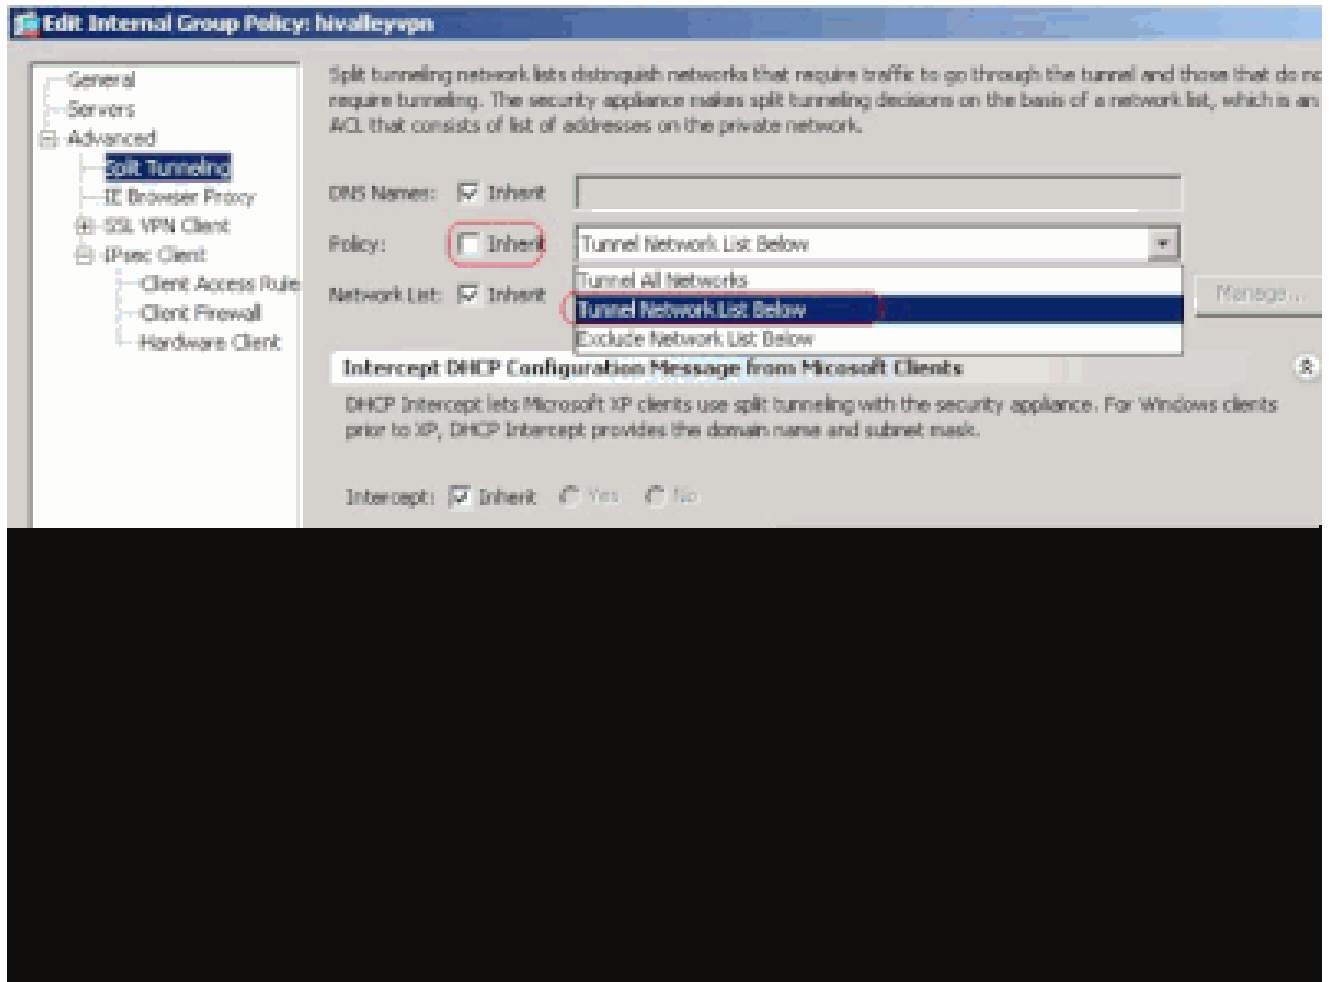 Edit Internal Group Policy: hivalleyvpn
General
Servers
Advanced
Split Tunneling
IE Browser Proxy
SSL VPN Client
IPsec Client
Client Access Rule
Client Firewall
Hardware Client
Split tunneling network lists distinguish networks that require traffic to go through the tunnel and those that do no
require tunneling. The security appliance makes split tunneling decisions on the basis of a network list, which is an
ACL that consists of list of addresses on the private network.
DNS Names: Inherit
Policy: Inherit Tunnel Network List Below
Tunnel All Networks
Network List: Inherit Manage...
Tunnel Network List Below
Exclude Network List Below
Intercept DHCP Configuration Message from Micosoft Clients
DHCP Intercept lets Microsoft XP clients use split tunneling with the security appliance. For Windows clients
prior to XP, DHCP Intercept provides the domain name and subnet mask.
Intercept: Inherit Yes No